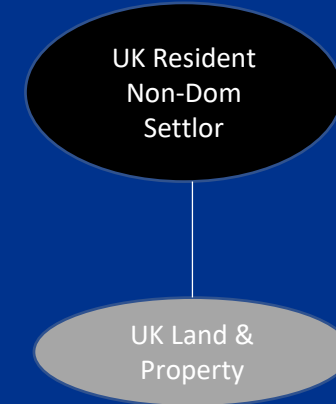 UK Resident
Non-Dom
Settlor
UK Land &
Property